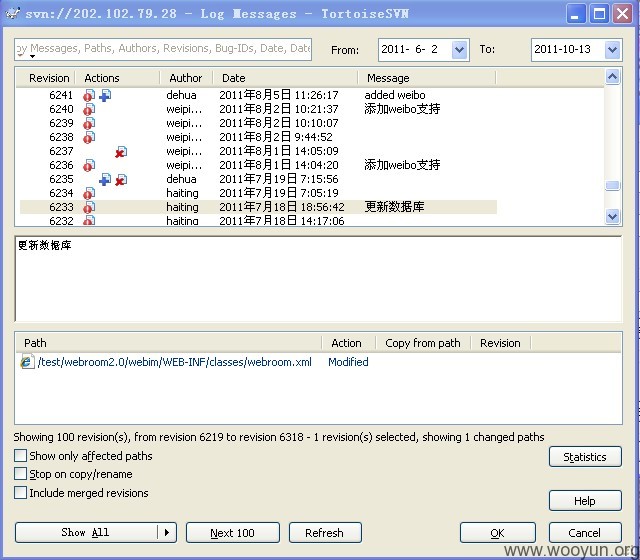 svn://202.102.79.28 - Log Messages - TortoiseSVN
by Messages, Paths, Authors, Revisions, Bug-IDs, Date, Date From: 2011- 6- 2 To: 2011-10-13
Revision Actions Author Date Message
6241 dehua 2011年8月5日 11:26:17 added weibo
6240 weipi... 2011年8月2日 10:21:37 添加weibo支持
6239 weipi... 2011年8月2日 10:10:07
6238 weipi... 2011年8月2日 9:44:52
6237 weipi... 2011年8月1日 14:05:09
6236 weipi... 2011年8月1日 14:04:20 添加weibo支持
6235 dehua 2011年7月19日 7:15:56
6234 haiting 2011年7月19日 7:05:19
6233 haiting 2011年7月18日 18:56:42 更新数据库
6232 haiting 2011年7月18日 14:17:06
更新数据库
Path Action Copy from path Revision
/test/webroom2.0/webim/WEB-INF/classes/webroom.xml Modified
Showing 100 revision(s), from revision 6219 to revision 6318 - 1 revision(s) selected, showing 1 changed paths
Show only affected paths
Statistics
Stop on copy/rename
Include merged revisions
Help
Show All Next 100 Refresh OK Cancel
www.wooyun.org